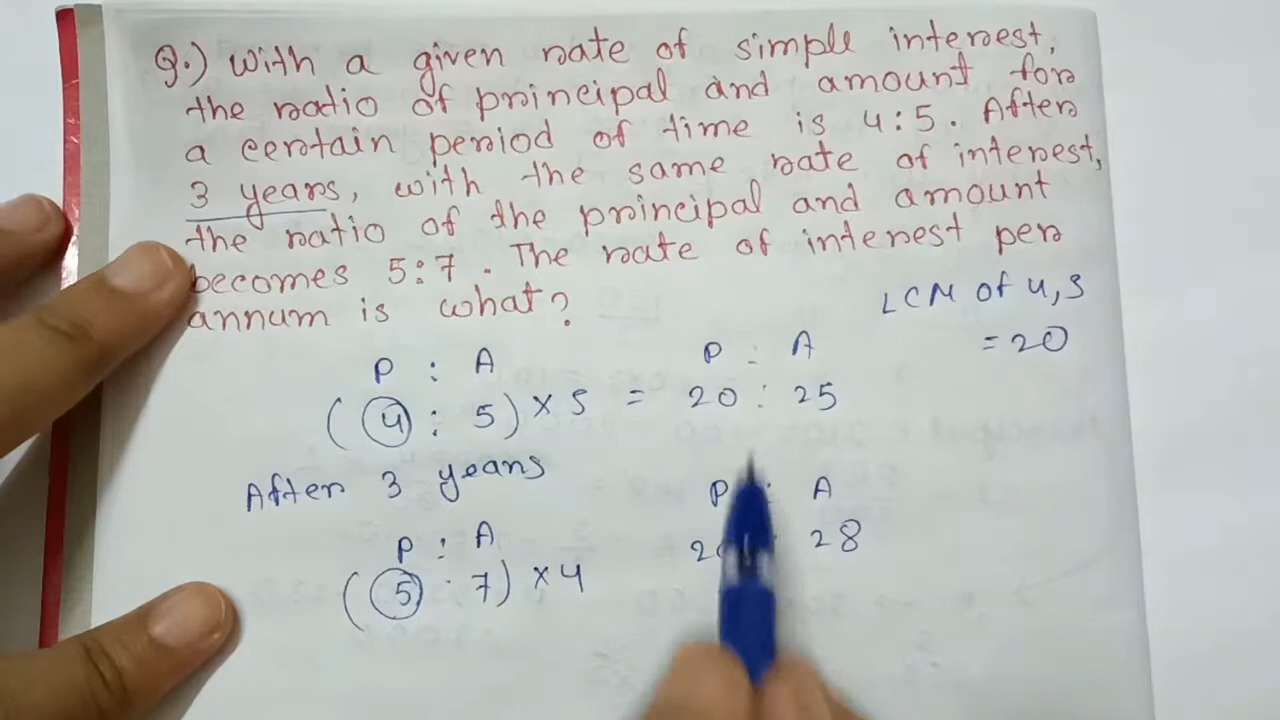 Q.) With a given rate of simple interest,
the ratio of principal and amount for
a certain period of time is 4:5. After
3 years, with the same rate of interest,
the ratio of the principal and amount
becomes 5:7. The rate of interest per
annum is what?
LCM of 4, 5
= 20
P : A
(4 : 5) × 5 = 20 : 25
P : A
After 3 years
P : A
(5 : 7) × 4
P : A
28